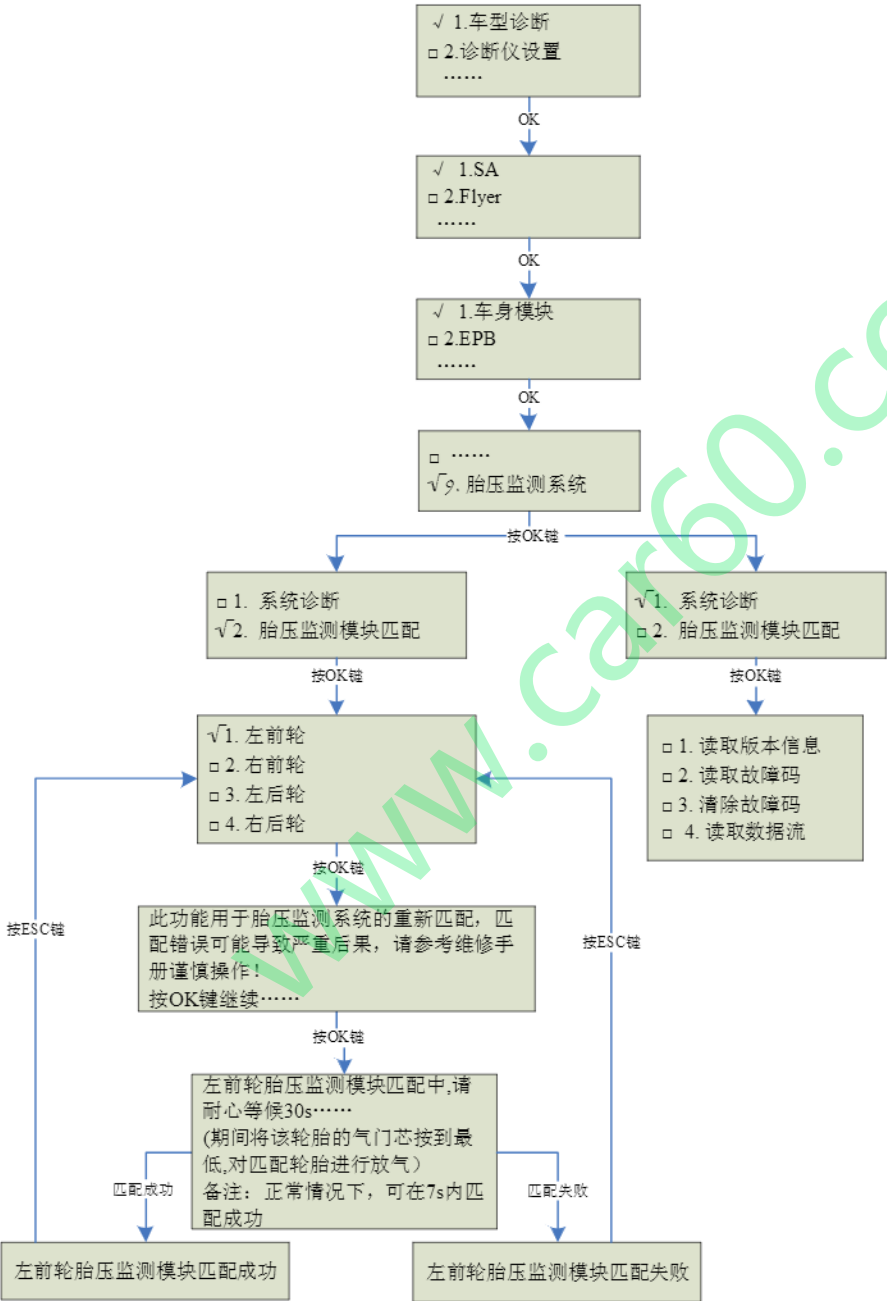 √ 1.车型诊断
□ 2.诊断仪设置
……
OK
√ 1.SA
□ 2.Flyer
……
OK
√ 1.车身模块
□ 2.EPB
……
OK
□ ……
√9. 胎压监测系统
按OK键
□ 1. 系统诊断
√2. 胎压监测模块匹配
√1. 系统诊断
□ 2. 胎压监测模块匹配
按OK键
按OK键
√1. 左前轮
□ 2. 右前轮
□ 3. 左后轮
□ 4. 右后轮
□ 1. 读取版本信息
□ 2. 读取故障码
□ 3. 清除故障码
□ 4. 读取数据流
按OK键
按ESC键
按ESC键
此功能用于胎压监测系统的重新匹配，匹
配错误可能导致严重后果，请参考维修手
册谨慎操作！
按OK键继续……
按OK键
左前轮胎压监测模块匹配中,请
耐心等候30s……
(期间将该轮胎的气门芯按到最
低,对匹配轮胎进行放气）
备注：正常情况下，可在7s内匹
配成功
匹配成功
匹配失败
左前轮胎压监测模块匹配成功
左前轮胎压监测模块匹配失败
www.car60.co